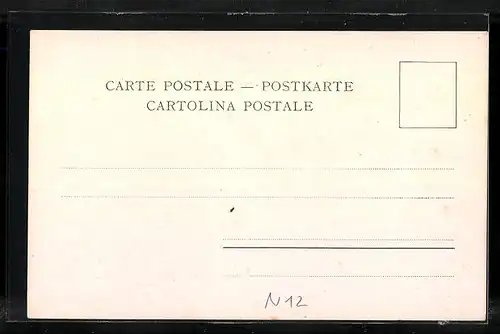 CARTE POSTALE — POSTKARTE
CARTOLINA POSTALE
N12